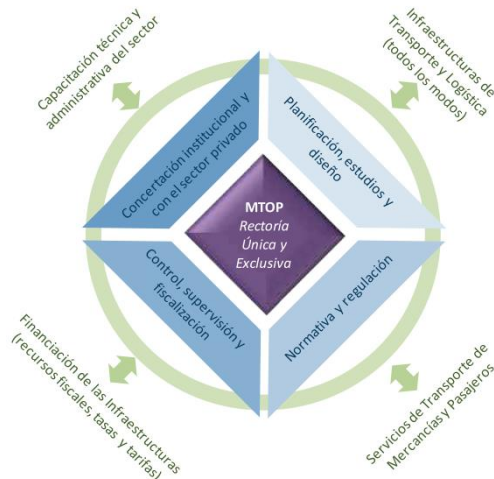 Capacitación técnica y
administrativa del sector
Infraestructuras de
Transporte y Logística
(todos los modos)
Concertación institucional y
con el sector privado
Planificación, estudios y
diseño
MTOP
Rectoría
Única y
Exclusiva
Control, supervisión y
fiscalización
Normativa y regulación
Financiación de las Infraestructuras
(recursos fiscales, tasas y tarifas)
Servicios de Transporte de
Mercancías y Pasajeros